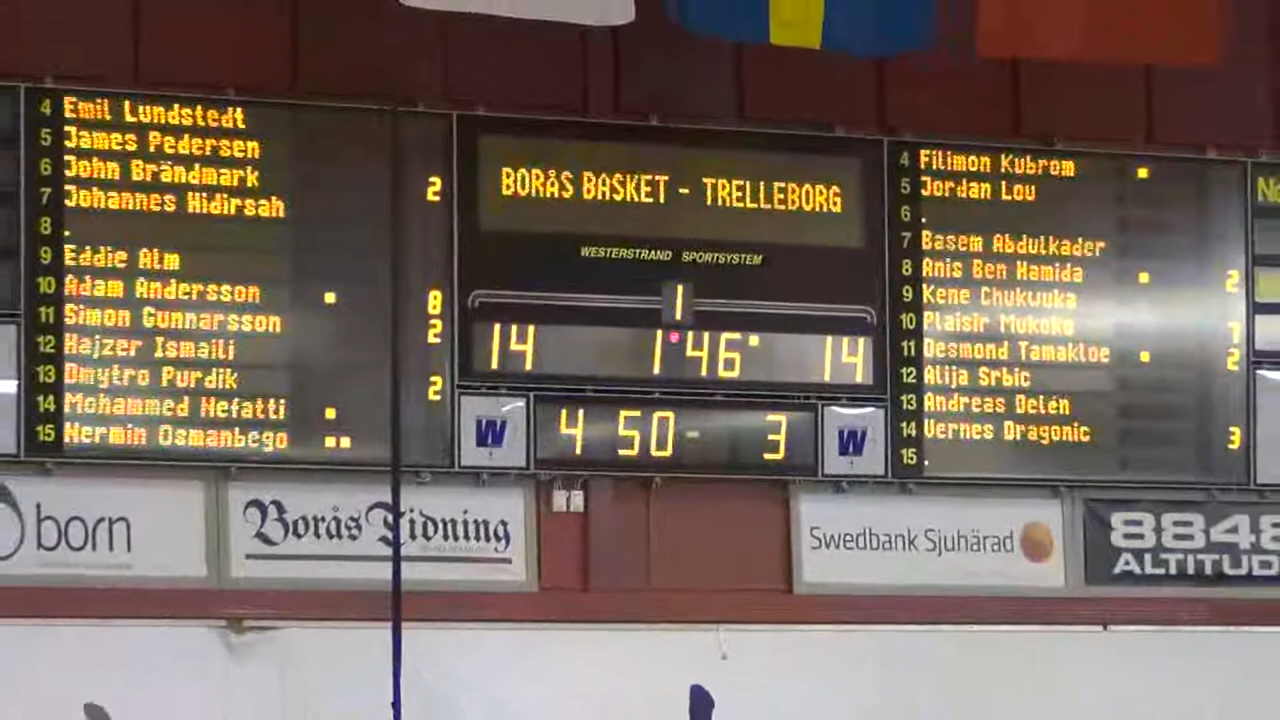 4 Emil Lundstedt
5 James Pedersen
6 John Brändmark
7 Johannes Hidirsah 2
8 .
9 Eddie Alm
10 Adam Andersson 8
11 Simon Gunnarsson 2
12 Hajzer Ismaili
13 Dmytro Purdik 2
14 Mohammed Nefatti
15 Nermin Osmanbego
BORÅS BASKET - TRELLEBORG
WESTERSTRAND SPORTSYSTEM
1
14 1:46 14
W 4 50- 3 W
4 Filimon Kubrom
5 Jordan Lou
6 .
7 Basem Abdulkader
8 Anis Ben Hamida 2
9 Kene Chukwuka
10 Plaisir Mukoko 7
11 Desmond Tamakloe 2
12 Alija Srbic
13 Andreas Delén
14 Vernes Dragonic 3
15 .
born
Borås Tidning
Swedbank Sjuhärad
8848
ALTITUD